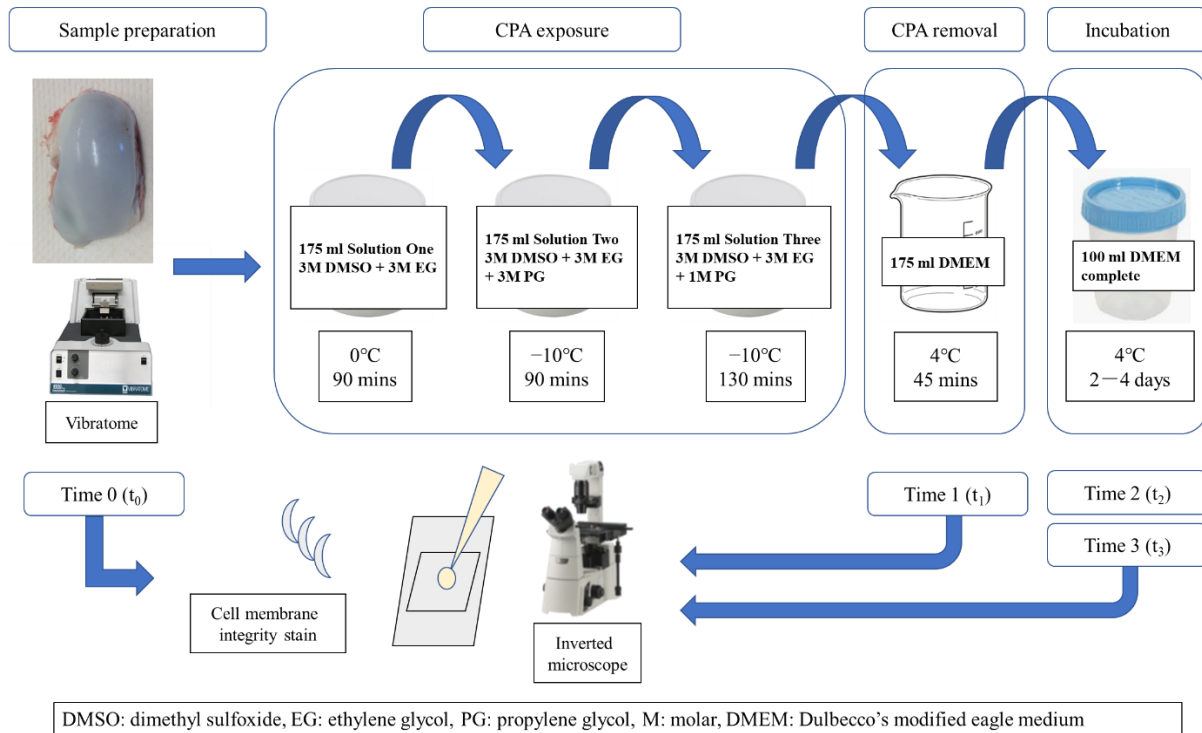 Sample preparation
CPA exposure
CPA removal
Incubation
175 ml Solution One
3M DMSO + 3M EG
175 ml Solution Two
3M DMSO + 3M EG
+ 3M PG
175 ml Solution Three
3M DMSO + 3M EG
+ 1M PG
175 ml DMEM
100 ml DMEM
complete
0℃
90 mins
−10℃
90 mins
−10℃
130 mins
4℃
45 mins
4℃
2－4 days
VIBRATOME
Vibratome
Time 0 (t₀)
Time 1 (t₁)
Time 2 (t₂)
Time 3 (t₃)
Cell membrane
integrity stain
Inverted
microscope
DMSO: dimethyl sulfoxide, EG: ethylene glycol, PG: propylene glycol, M: molar, DMEM: Dulbecco’s modified eagle medium